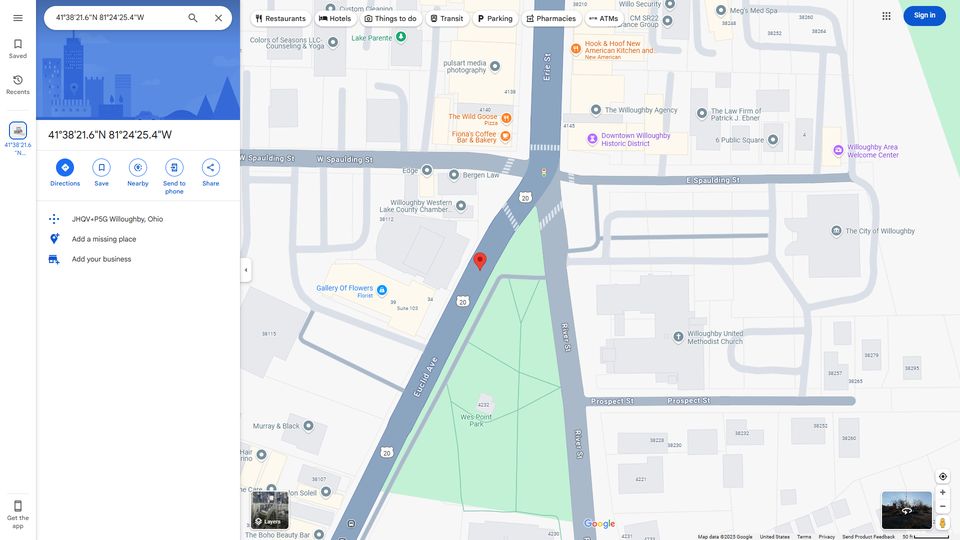 41°38'21.6"N 81°24'25.4"W
Restaurants
Hotels
Things to do
Transit
Parking
Pharmacies
ATMs
Sign in
Saved
Recents
41°38'21.6
"N...
Get the
app
41°38'21.6"N 81°24'25.4"W
Directions
Save
Nearby
Send to
phone
Share
JHQV+P5G Willoughby, Ohio
Add a missing place
Add your business
Custom Cleaning
Colors of Seasons LLC-
Counseling & Yoga
Lake Parente
38210
Willo Security
CM SR22
Insurance Group
Meg's Med Spa
38252
38260
38264
Erie St
Hook & Hoof New
American Kitchen and...
New American
pulsart media
photography
4140
4138
The Wild Goose
Pizza
Fiona's Coffee
Bar & Bakery
4145
The Willoughby Agency
The Law Firm of
Patrick J. Ebner
Downtown Willoughby
Historic District
6 Public Square
Willoughby Area
Welcome Center
W Spaulding St
W Spaulding St
Edge
Bergen Law
E Spaulding St
20
Willoughby Western
Lake County Chamber...
38112
The City of Willoughby
Gallery Of Flowers
Florist
39
34
Suite 103
20
38115
River St
Willoughby United
Methodist Church
Euclid Ave
38279
38295
38257
38265
Prospect St
Prospect St
4232
Wes Point
Park
Murray & Black
River St
38228
38230
38232
38252
38260
20
Hair
4221
38107
The Boho Beauty Bar
Layers
Google
Map data ©2025 Google
United States
Terms
Privacy
Send Product Feedback
50 ft